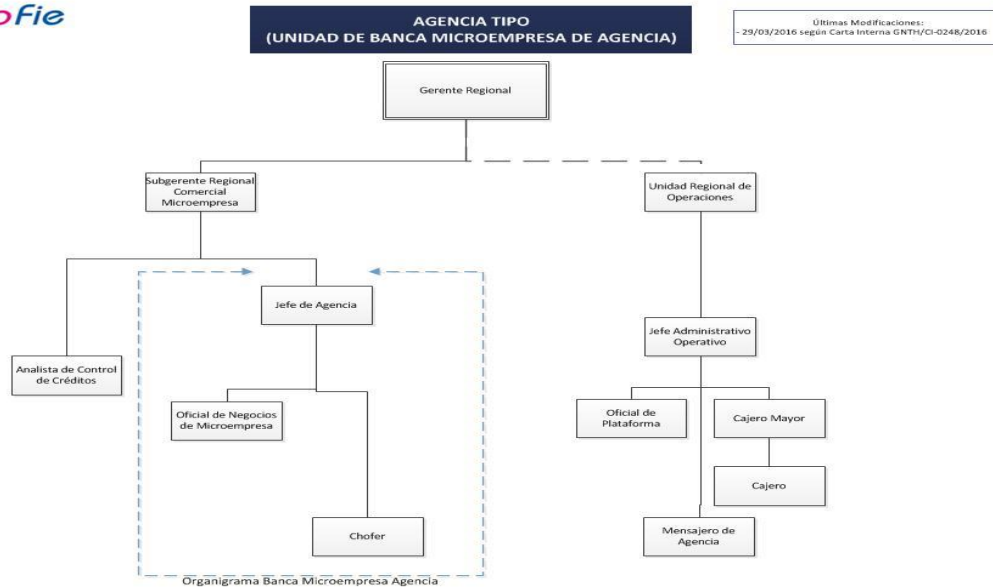 Fie
AGENCIA TIPO
(UNIDAD DE BANCA MICROEMPRESA DE AGENCIA)
Últimas Modificaciones:
- 29/03/2016 según Carta Interna GNTH/CI-0248/2016
Gerente Regional
Subgerente Regional
Comercial
Microempresa
Unidad Regional de
Operaciones
Jefe de Agencia
Jefe Administrativo
Operativo
Analista de Control
de Créditos
Oficial de Negocios
de Microempresa
Oficial de
Plataforma
Cajero Mayor
Cajero
Chofer
Mensajero de
Agencia
Organigrama Banca Microempresa Agencia